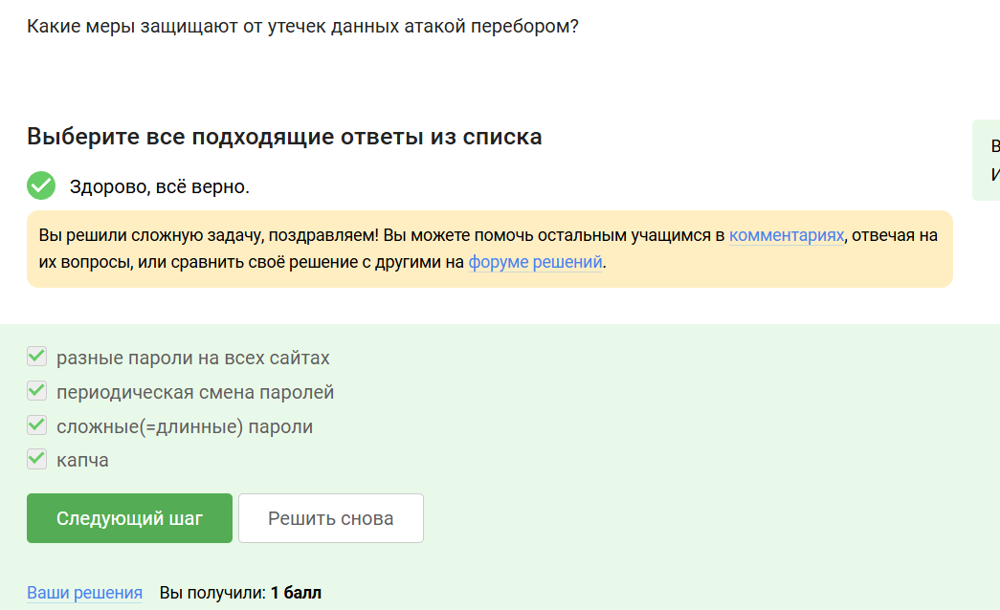 Какие меры защищают от утечек данных атакой перебором?
Выберите все подходящие ответы из списка
Здорово, всё верно.
Вы решили сложную задачу, поздравляем! Вы можете помочь остальным учащимся в комментариях, отвечая на
их вопросы, или сравнить своё решение с другими на форуме решений.
В
И
разные пароли на всех сайтах
периодическая смена паролей
сложные(=длинные) пароли
капча
Следующий шаг
Решить снова
Ваши решения Вы получили: 1 балл